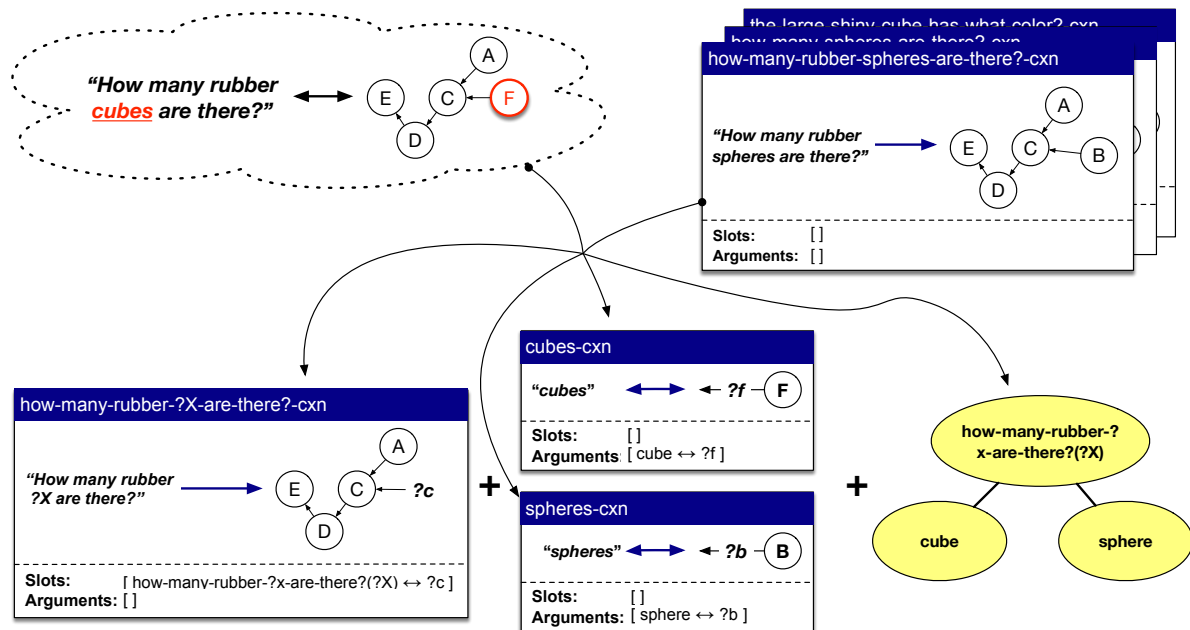 "How many rubber
cubes are there?"
A
E
C
F
D
the-large-shiny-cube-has-what-color?-cxn
how-many-spheres-are-there?-cxn
how-many-rubber-spheres-are-there?-cxn
"How many rubber
spheres are there?"
A
E
C
B
D
Slots: [ ]
Arguments: [ ]
how-many-rubber-?X-are-there?-cxn
"How many rubber
?X are there?"
A
E
C
?c
D
Slots: [ how-many-rubber-?x-are-there?(?X) ↔ ?c ]
Arguments: [ ]
+
cubes-cxn
"cubes"
?f
F
Slots: [ ]
Arguments: [ cube ↔ ?f ]
spheres-cxn
"spheres"
?b
B
Slots: [ ]
Arguments: [ sphere ↔ ?b ]
+
how-many-rubber-?
x-are-there?(?X)
cube
sphere